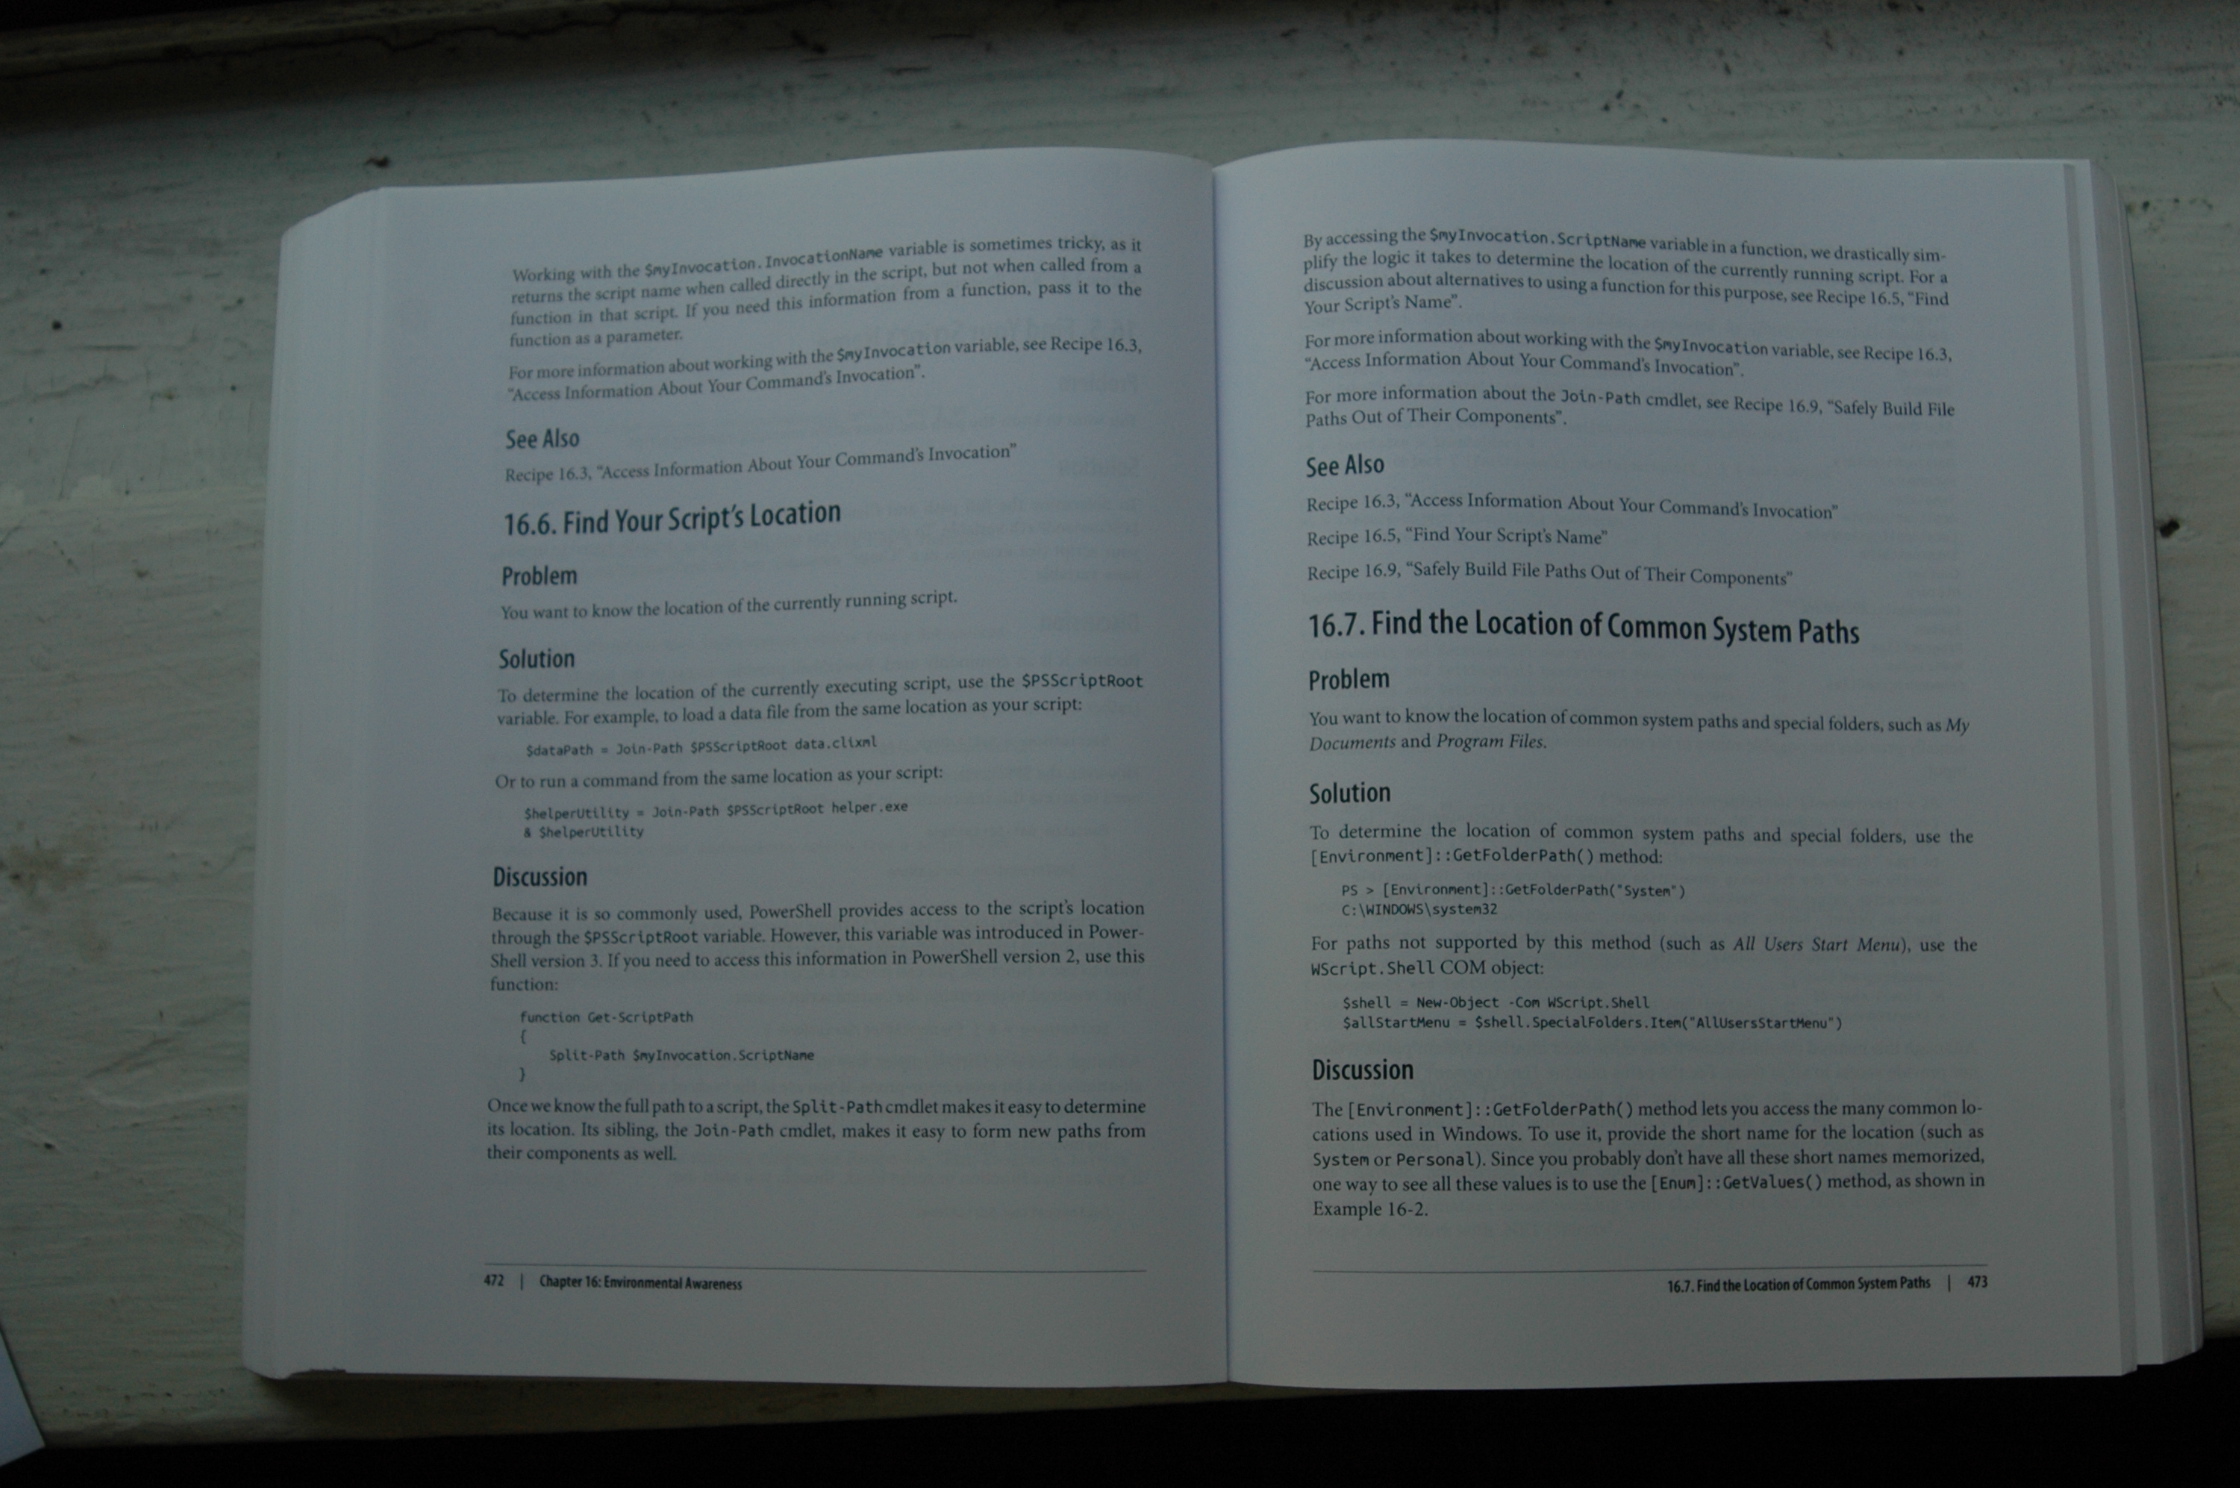 Working with the $myInvocation.InvocationName variable is sometimes tricky, as it
returns the script name when called directly in the script, but not when called from a
function in that script. If you need this information from a function, pass it to the
function as a parameter.
For more information about working with the $myInvocation variable, see Recipe 16.3,
"Access Information About Your Command's Invocation".
See Also
Recipe 16.3, "Access Information About Your Command's Invocation"
16.6. Find Your Script's Location
Problem
You want to know the location of the currently running script.
Solution
To determine the location of the currently executing script, use the $PSScriptRoot
variable. For example, to load a data file from the same location as your script:
$dataPath = Join-Path $PSScriptRoot data.clixml
Or to run a command from the same location as your script:
$helperUtility = Join-Path $PSScriptRoot helper.exe
& $helperUtility
Discussion
Because it is so commonly used, PowerShell provides access to the script's location
through the $PSScriptRoot variable. However, this variable was introduced in Power-
Shell version 3. If you need to access this information in PowerShell version 2, use this
function:
function Get-ScriptPath
{
Split-Path $myInvocation.ScriptName
}
Once we know the full path to a script, the Split-Path cmdlet makes it easy to determine
its location. Its sibling, the Join-Path cmdlet, makes it easy to form new paths from
their components as well.
472 | Chapter 16: Environmental Awareness
By accessing the $myInvocation.ScriptName variable in a function, we drastically sim-
plify the logic it takes to determine the location of the currently running script. For a
discussion about alternatives to using a function for this purpose, see Recipe 16.5, "Find
Your Script's Name".
For more information about working with the $myInvocation variable, see Recipe 16.3,
"Access Information About Your Command's Invocation".
For more information about the Join-Path cmdlet, see Recipe 16.9, "Safely Build File
Paths Out of Their Components".
See Also
Recipe 16.3, "Access Information About Your Command's Invocation"
Recipe 16.5, "Find Your Script's Name"
Recipe 16.9, "Safely Build File Paths Out of Their Components"
16.7. Find the Location of Common System Paths
Problem
You want to know the location of common system paths and special folders, such as My
Documents and Program Files.
Solution
To determine the location of common system paths and special folders, use the
[Environment]::GetFolderPath() method:
PS > [Environment]::GetFolderPath("System")
C:\WINDOWS\system32
For paths not supported by this method (such as All Users Start Menu), use the
WScript.Shell COM object:
$shell = New-Object -Com WScript.Shell
$allStartMenu = $shell.SpecialFolders.Item("AllUsersStartMenu")
Discussion
The [Environment]::GetFolderPath() method lets you access the many common lo-
cations used in Windows. To use it, provide the short name for the location (such as
System or Personal). Since you probably don't have all these short names memorized,
one way to see all these values is to use the [Enum]::GetValues() method, as shown in
Example 16-2.
16.7. Find the Location of Common System Paths | 473